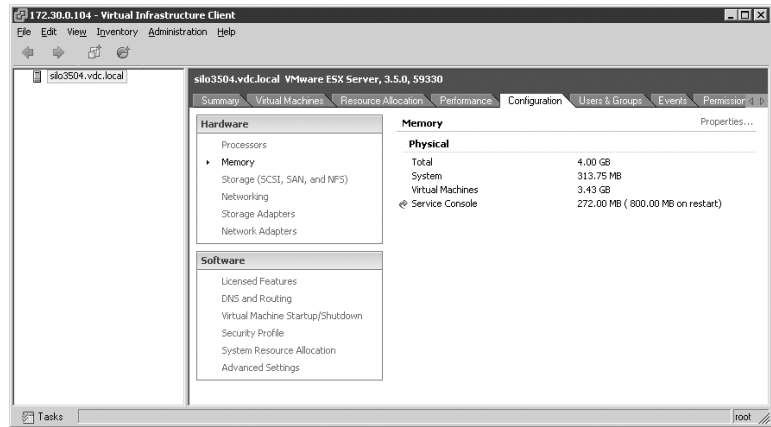 172.30.0.104 - Virtual Infrastructure Client
File Edit View Inventory Administration Help
silo3504.vdc.local
silo3504.vdc.local VMware ESX Server, 3.5.0, 59330
Summary Virtual Machines Resource Allocation Performance Configuration Users & Groups Events Permission
Hardware
Processors
Memory
Storage (SCSI, SAN, and NFS)
Networking
Storage Adapters
Network Adapters
Software
Licensed Features
DNS and Routing
Virtual Machine Startup/Shutdown
Security Profile
System Resource Allocation
Advanced Settings
Memory Properties...
Physical
Total 4.00 GB
System 313.75 MB
Virtual Machines 3.43 GB
Service Console 272.00 MB ( 800.00 MB on restart)
Tasks root